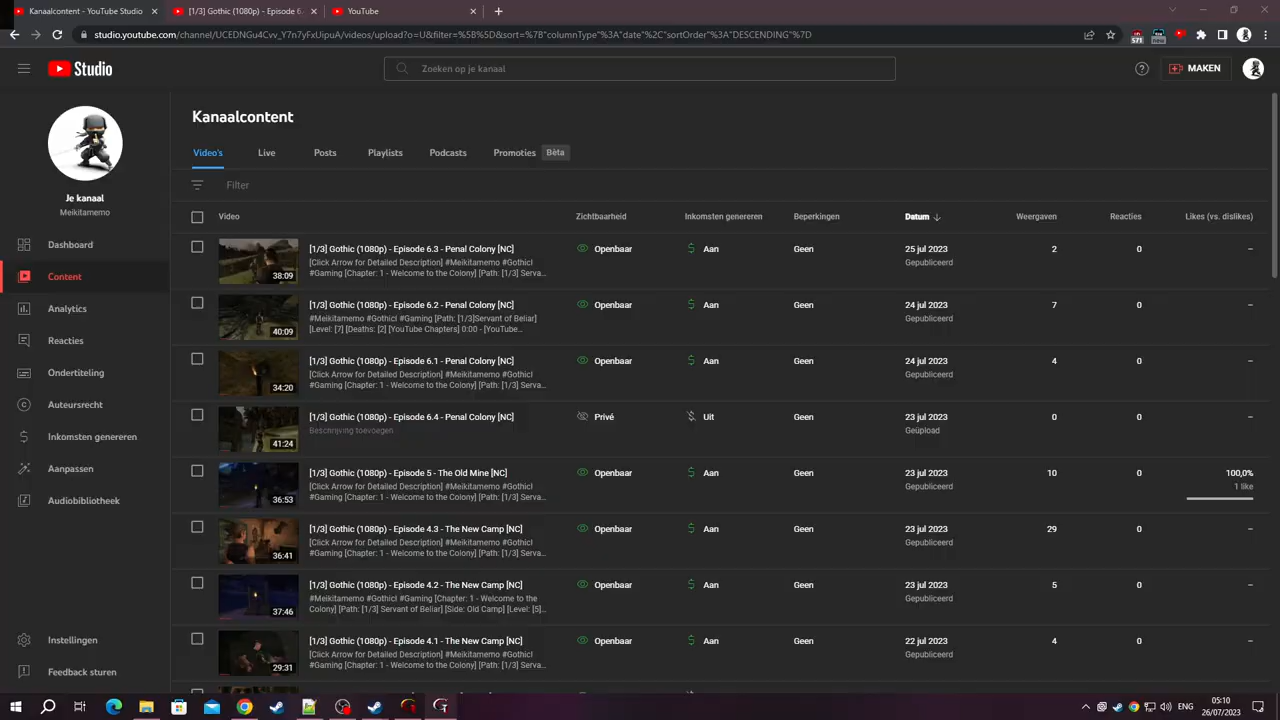 Kanaalcontent - YouTube Studio
[1/3] Gothic (1080p) - Episode 6.
YouTube
studio.youtube.com/channel/UCEDNGu4Cvv_Y7n7yFxUipuA/videos/upload?o=U&filter=%5B%5D&sort=%7B"columnType"%3A"date"%2C"sortOrder"%3A"DESCENDING"%7D
571
Studio
Zoeken op je kanaal
MAKEN
Je kanaal
Meikitamemo
Dashboard
Content
Analytics
Reacties
Ondertiteling
Auteursrecht
Inkomsten genereren
Aanpassen
Audiobibliotheek
Instellingen
Feedback sturen
Kanaalcontent
Video's Live Posts Playlists Podcasts Promoties Bèta
Filter
Video Zichtbaarheid Inkomsten genereren Beperkingen Datum Weergaven Reacties Likes (vs. dislikes)
[1/3] Gothic (1080p) - Episode 6.3 - Penal Colony [NC] Openbaar Aan Geen 25 jul 2023 2 0 –
[Click Arrow for Detailed Description] #Meikitamemo #GothicI Gepubliceerd
#Gaming [Chapter: 1 - Welcome to the Colony] [Path: [1/3] Serva…
38:09
[1/3] Gothic (1080p) - Episode 6.2 - Penal Colony [NC] Openbaar Aan Geen 24 jul 2023 7 0 –
#Meikitamemo #GothicI #Gaming [Path: [1/3]Servant of Beliar] Gepubliceerd
[Level: [7] [Deaths: [2] [YouTube Chapters] 0:00 - [YouTube…
40:09
[1/3] Gothic (1080p) - Episode 6.1 - Penal Colony [NC] Openbaar Aan Geen 24 jul 2023 4 0 –
[Click Arrow for Detailed Description] #Meikitamemo #GothicI Gepubliceerd
#Gaming [Chapter: 1 - Welcome to the Colony] [Path: [1/3] Serva…
34:20
[1/3] Gothic (1080p) - Episode 6.4 - Penal Colony [NC] Privé Uit Geen 23 jul 2023 0 0 –
Beschrijving toevoegen Geüpload
41:24
[1/3] Gothic (1080p) - Episode 5 - The Old Mine [NC] Openbaar Aan Geen 23 jul 2023 10 0 100,0%
[Click Arrow for Detailed Description] #Meikitamemo #GothicI Gepubliceerd 1 like
#Gaming [Chapter: 1 - Welcome to the Colony] [Path: [1/3] Serva…
36:53
[1/3] Gothic (1080p) - Episode 4.3 - The New Camp [NC] Openbaar Aan Geen 23 jul 2023 29 0 –
[Click Arrow for Detailed Description] #Meikitamemo #GothicI Gepubliceerd
#Gaming [Chapter: 1 - Welcome to the Colony] [Path: [1/3] Serva…
36:41
[1/3] Gothic (1080p) - Episode 4.2 - The New Camp [NC] Openbaar Aan Geen 23 jul 2023 5 0 –
#Meikitamemo #GothicI #Gaming [Chapter: 1 - Welcome to the Gepubliceerd
Colony] [Path: [1/3] Servant of Beliar] [Side: Old Camp] [Level: [5]…
37:46
[1/3] Gothic (1080p) - Episode 4.1 - The New Camp [NC] Openbaar Aan Geen 22 jul 2023 4 0 –
[Click Arrow for Detailed Description] #Meikitamemo #GothicI Gepubliceerd
#Gaming [Chapter: 1 - Welcome to the Colony] [Path: [1/3] Serva…
29:31
05:10
26/07/2023